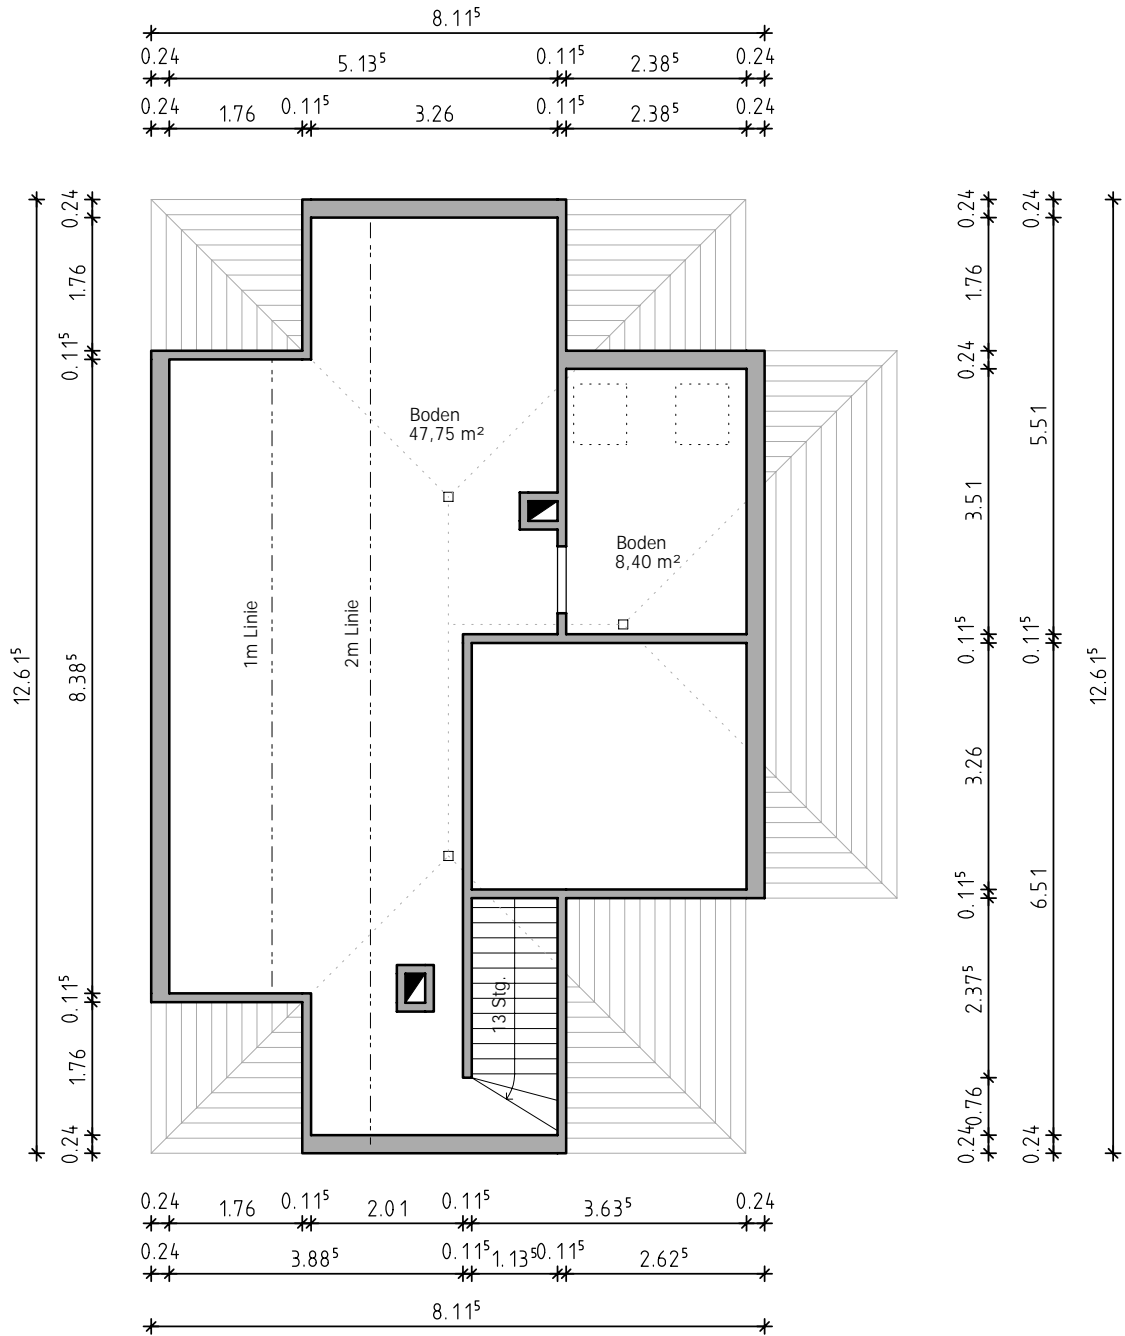 8.11⁵
0.24 5.13⁵ 0.11⁵ 2.38⁵ 0.24
0.24 1.76 0.11⁵ 3.26 0.11⁵ 2.38⁵ 0.24
12.61⁵
0.24 1.76 0.11⁵ 8.38⁵ 0.11⁵ 1.76 0.24
Boden
47,75 m²
Boden
8,40 m²
1m Linie
2m Linie
13 Stg.
0.24 1.76 0.24 3.51 0.11⁵ 3.26 0.11⁵ 2.37⁵ 0.76 0.24
0.24 5.51 0.11⁵ 6.51 0.24
12.61⁵
0.24 1.76 0.11⁵ 2.01 0.11⁵ 3.63⁵ 0.24
0.24 3.88⁵ 0.11⁵ 1.13⁵ 0.11⁵ 2.62⁵
8.11⁵